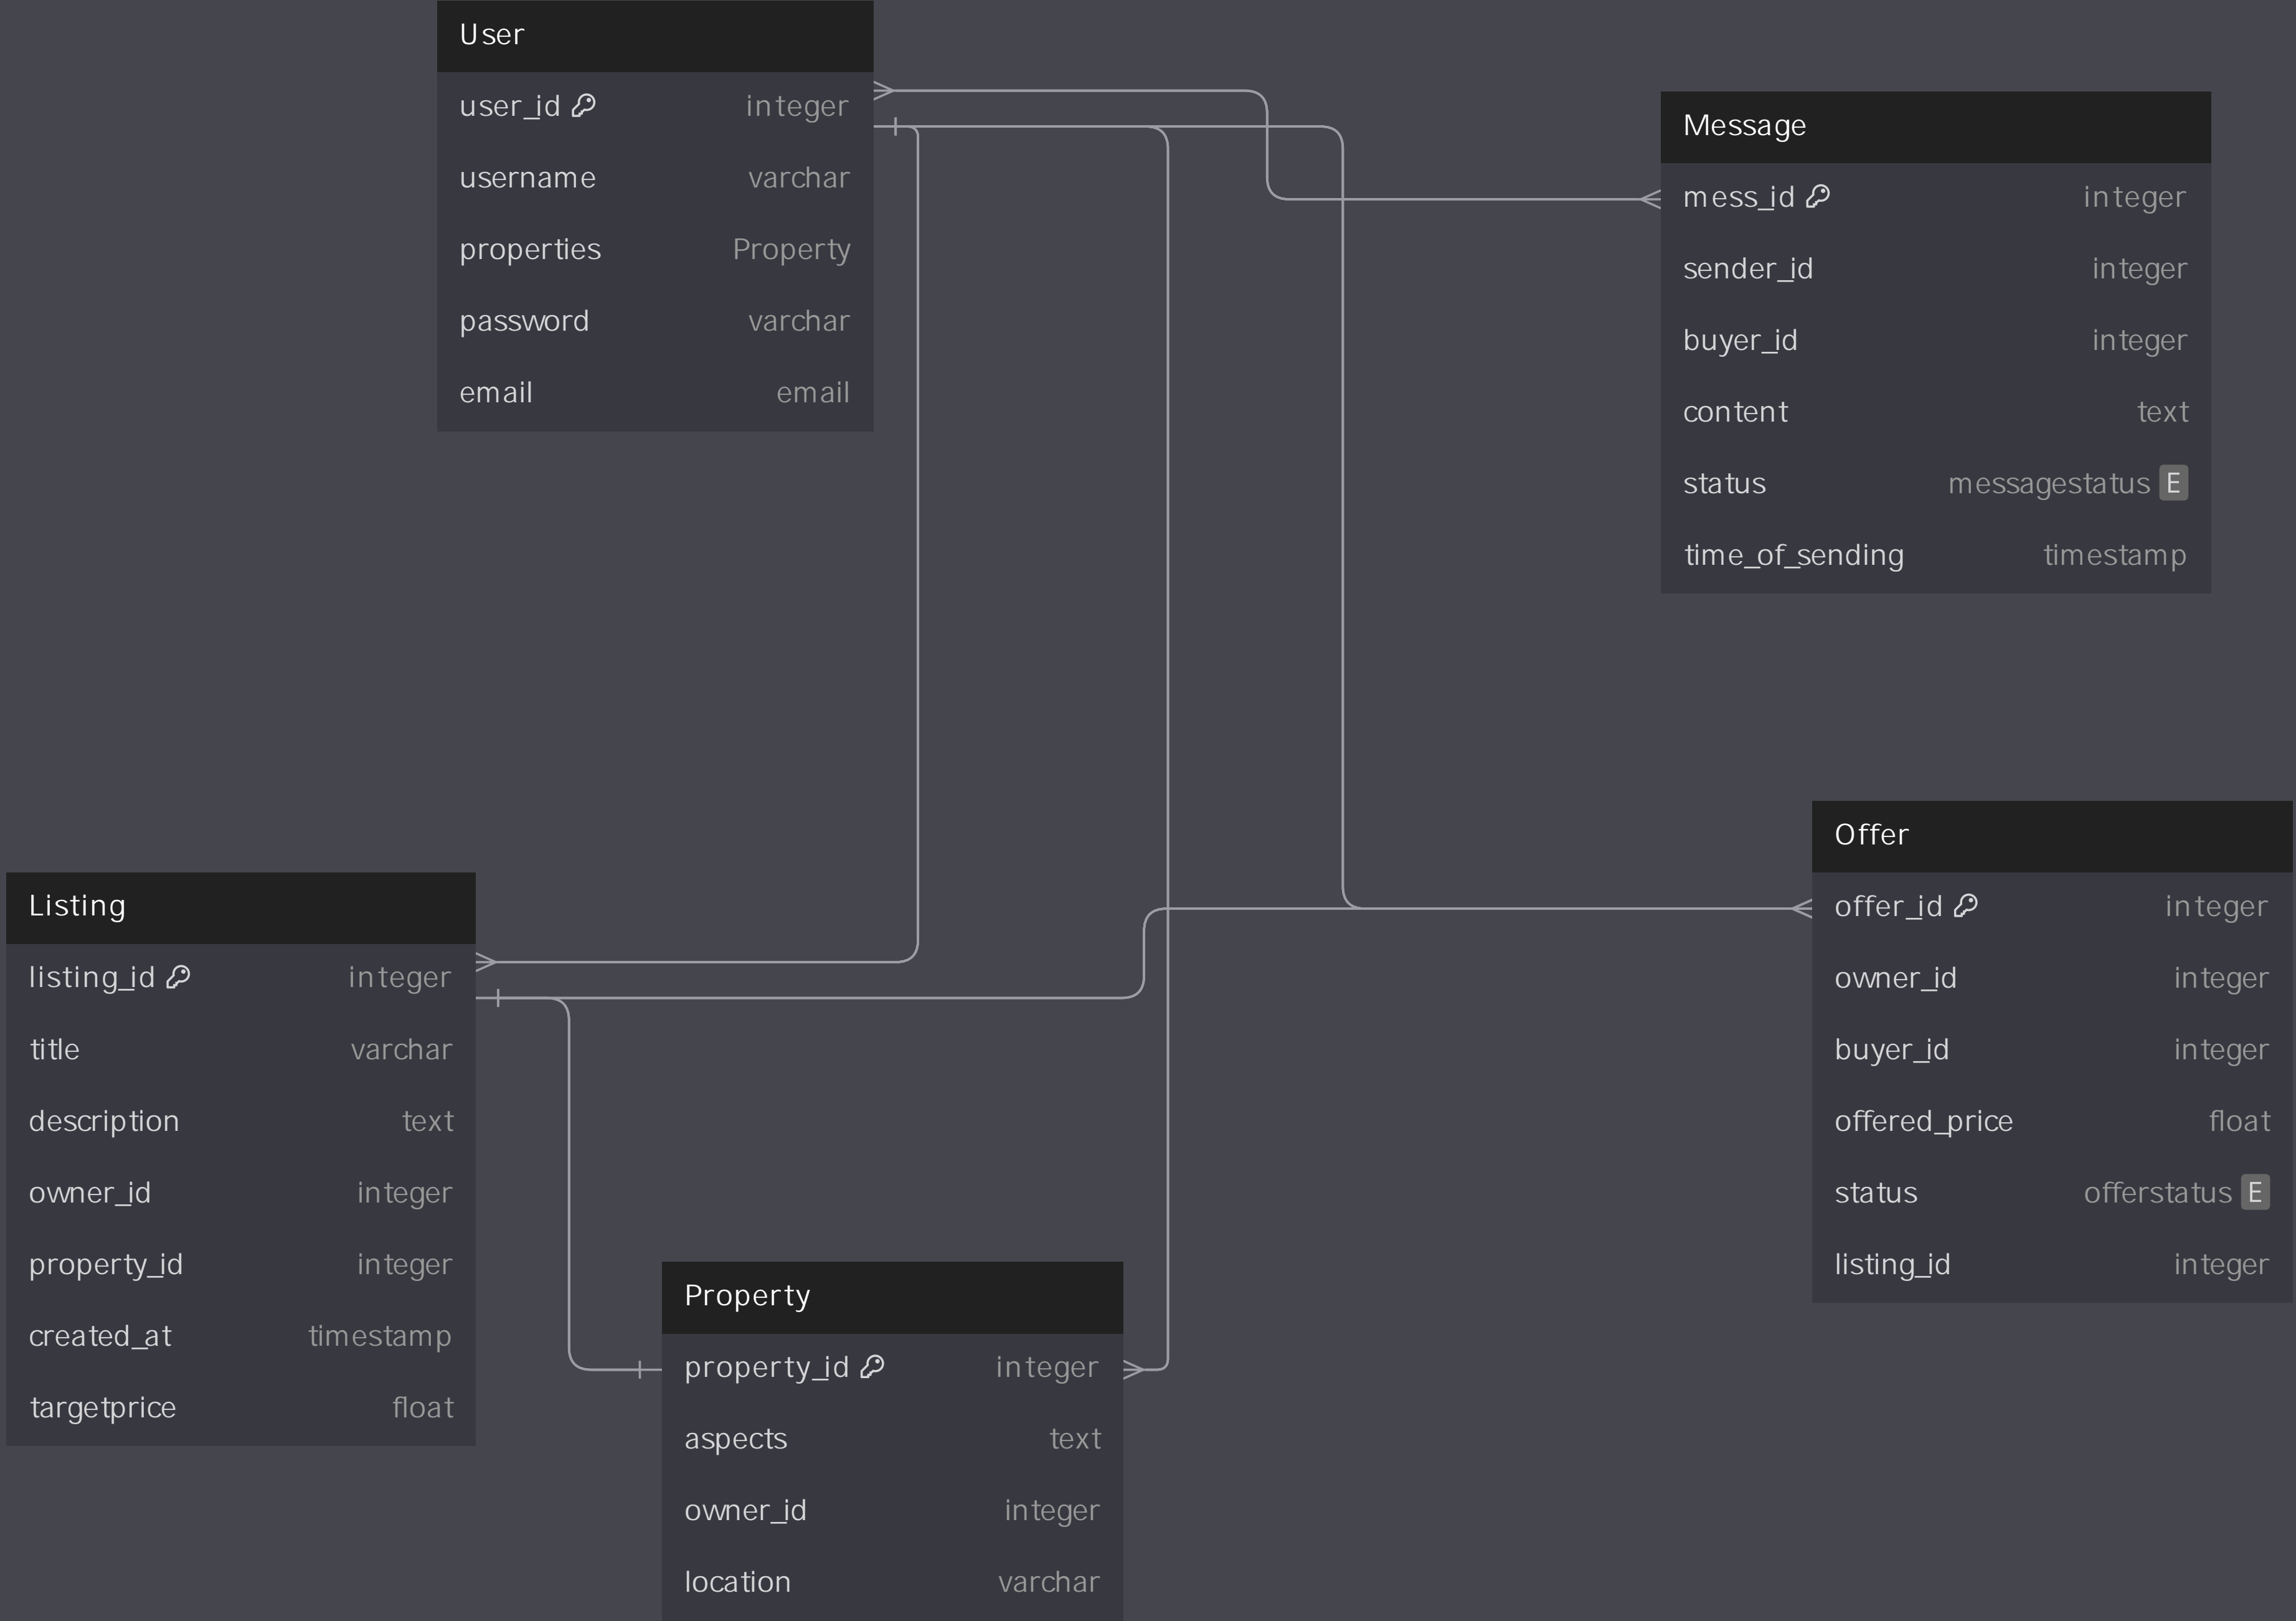 User
user_id integer
username varchar
properties Property
password varchar
email email
Message
mess_id integer
sender_id integer
buyer_id integer
content text
status messagestatus E
time_of_sending timestamp
Offer
offer_id integer
owner_id integer
buyer_id integer
offered_price float
status offerstatus E
listing_id integer
Listing
listing_id integer
title varchar
description text
owner_id integer
property_id integer
created_at timestamp
targetprice float
Property
property_id integer
aspects text
owner_id integer
location varchar